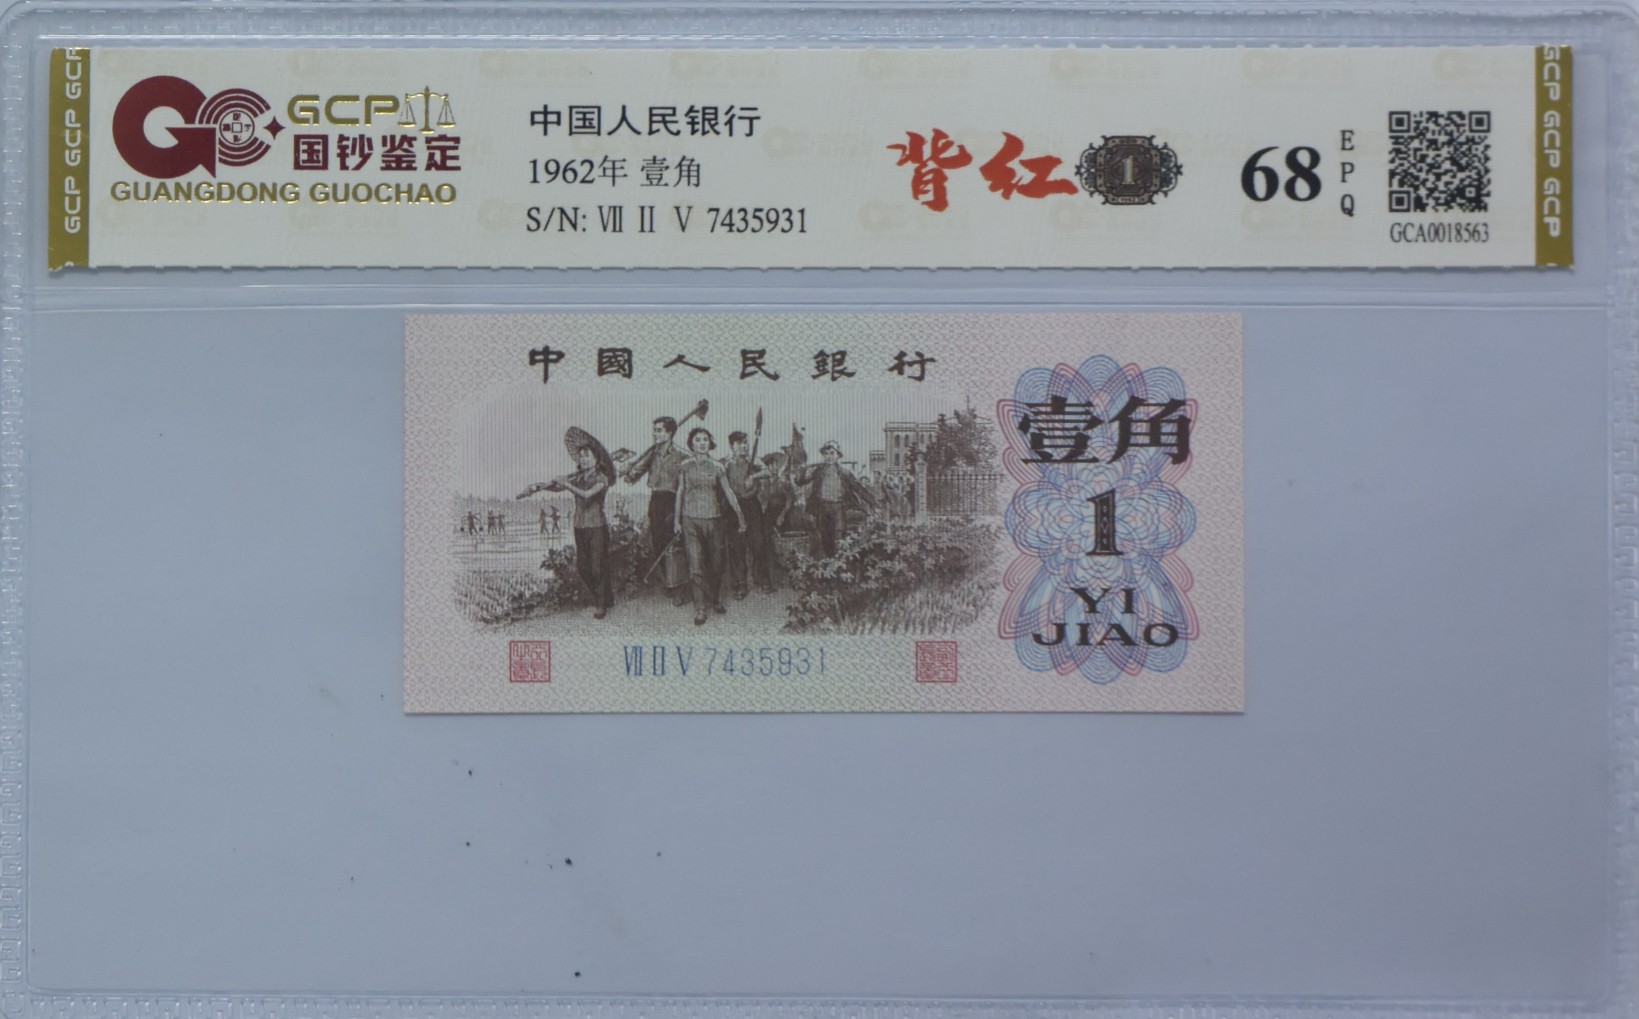 GCP GCP GCP
GCP
国钞鉴定
GUANGDONG GUOCHAO
中国人民银行
1962年 壹角
S/N: Ⅶ Ⅱ Ⅴ 7435931
背红
1
68
EPQ
GCA0018563
GCP GCP GCP
中國人民銀行
壹角
1
YI
JIAO
Ⅶ Ⅱ Ⅴ 7435931